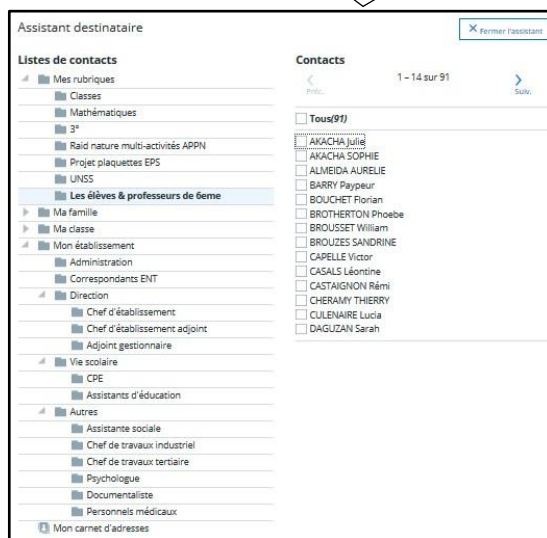 Assistant destinataire
Fermer l'assistant
Listes de contacts
Mes rubriques
Classes
Mathématiques
3°
Raid nature multi-activités APPN
Projet plaquettes EPS
UNSS
Les élèves & professeurs de 6eme
Ma famille
Ma classe
Mon établissement
Administration
Correspondants ENT
Direction
Chef d'établissement
Chef d'établissement adjoint
Adjoint gestionnaire
Vie scolaire
CPE
Assistants d'éducation
Autres
Assistante sociale
Chef de travaux industriel
Chef de travaux tertiaire
Psychologue
Documentaliste
Personnels médicaux
Mon carnet d'adresses
Contacts
Préc. 1 – 14 sur 91 Suiv.
Tous(91)
AKACHA Julie
AKACHA SOPHIE
ALMEIDA AURELIE
BARRY Paypeur
BOUCHET Florian
BROTHERTON Phoebe
BROUSSET William
BROUZES SANDRINE
CAPELLE Victor
CASALS Léontine
CASTAIGNON Rémi
CHERAMY THIERRY
CULENAIRE Lucia
DAGUZAN Sarah